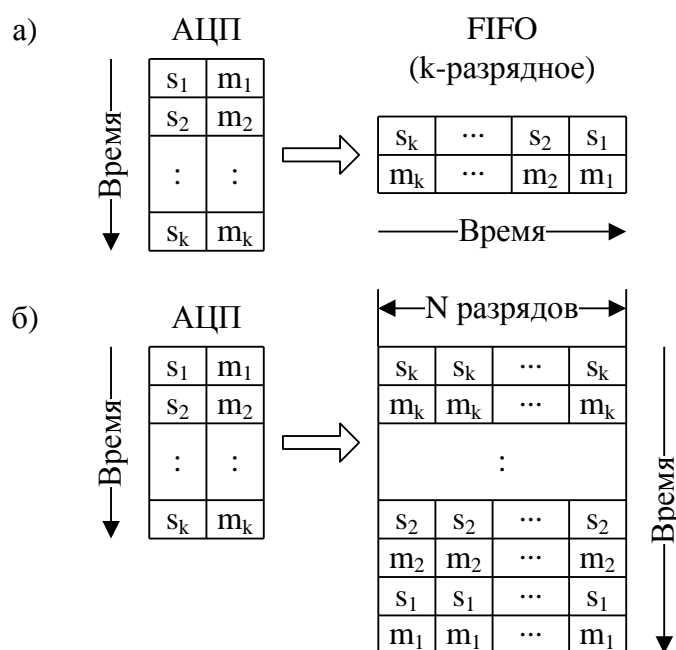 а)
АЦП
FIFO
(k-разрядное)
Время
s₁ m₁
s₂ m₂
: :
sₖ mₖ
sₖ ... s₂ s₁
mₖ ... m₂ m₁
Время
б)
АЦП
N разрядов
Время
s₁ m₁
s₂ m₂
: :
sₖ mₖ
sₖ sₖ ... sₖ
mₖ mₖ ... mₖ
:
s₂ s₂ ... s₂
m₂ m₂ ... m₂
s₁ s₁ ... s₁
m₁ m₁ ... m₁
Время